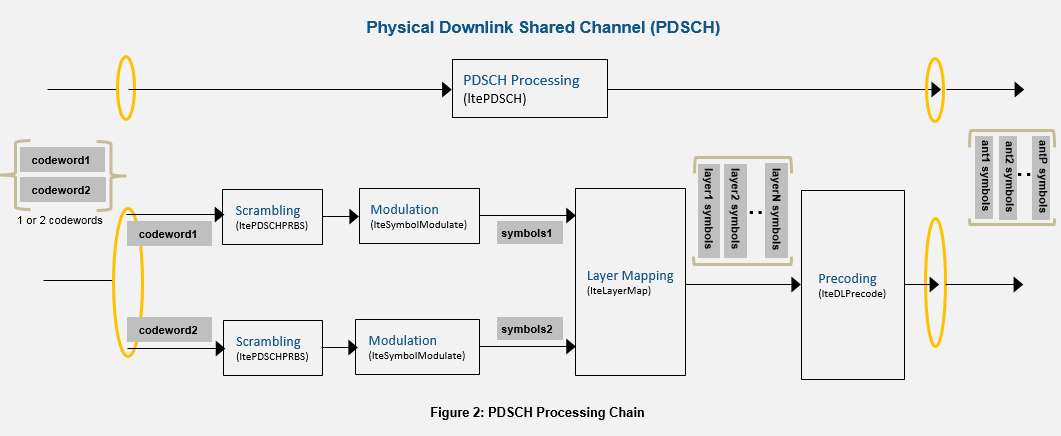 Physical Downlink Shared Channel (PDSCH)
PDSCH Processing
(ltePDSCH)
codeword1
codeword2
1 or 2 codewords
layer1 symbols
layer2 symbols
..
layerN symbols
ant1 symbols
ant2 symbols
..
antP symbols
codeword1
Scrambling
(ltePDSCHPRBS)
Modulation
(lteSymbolModulate)
symbols1
Layer Mapping
(lteLayerMap)
Precoding
(lteDLPrecode)
codeword2
Scrambling
(ltePDSCHPRBS)
Modulation
(lteSymbolModulate)
symbols2
Figure 2: PDSCH Processing Chain